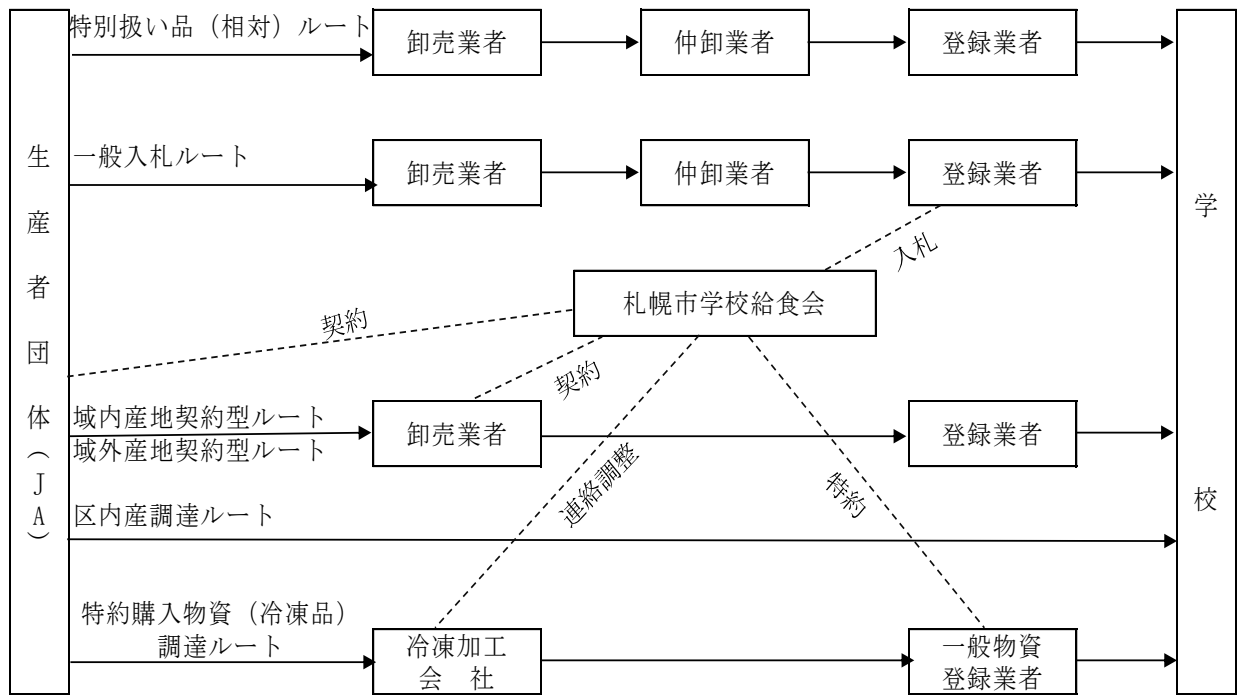 特別扱い品（相対）ルート
卸売業者
仲卸業者
登録業者
一般入札ルート
卸売業者
仲卸業者
登録業者
生産者団体（JA）
学校
入札
札幌市学校給食会
契約
契約
域内産地契約型ルート
域外産地契約型ルート
卸売業者
登録業者
連絡調整
特約
区内産調達ルート
特約購入物資（冷凍品）
調達ルート
冷凍加工
会　社
一般物資
登録業者